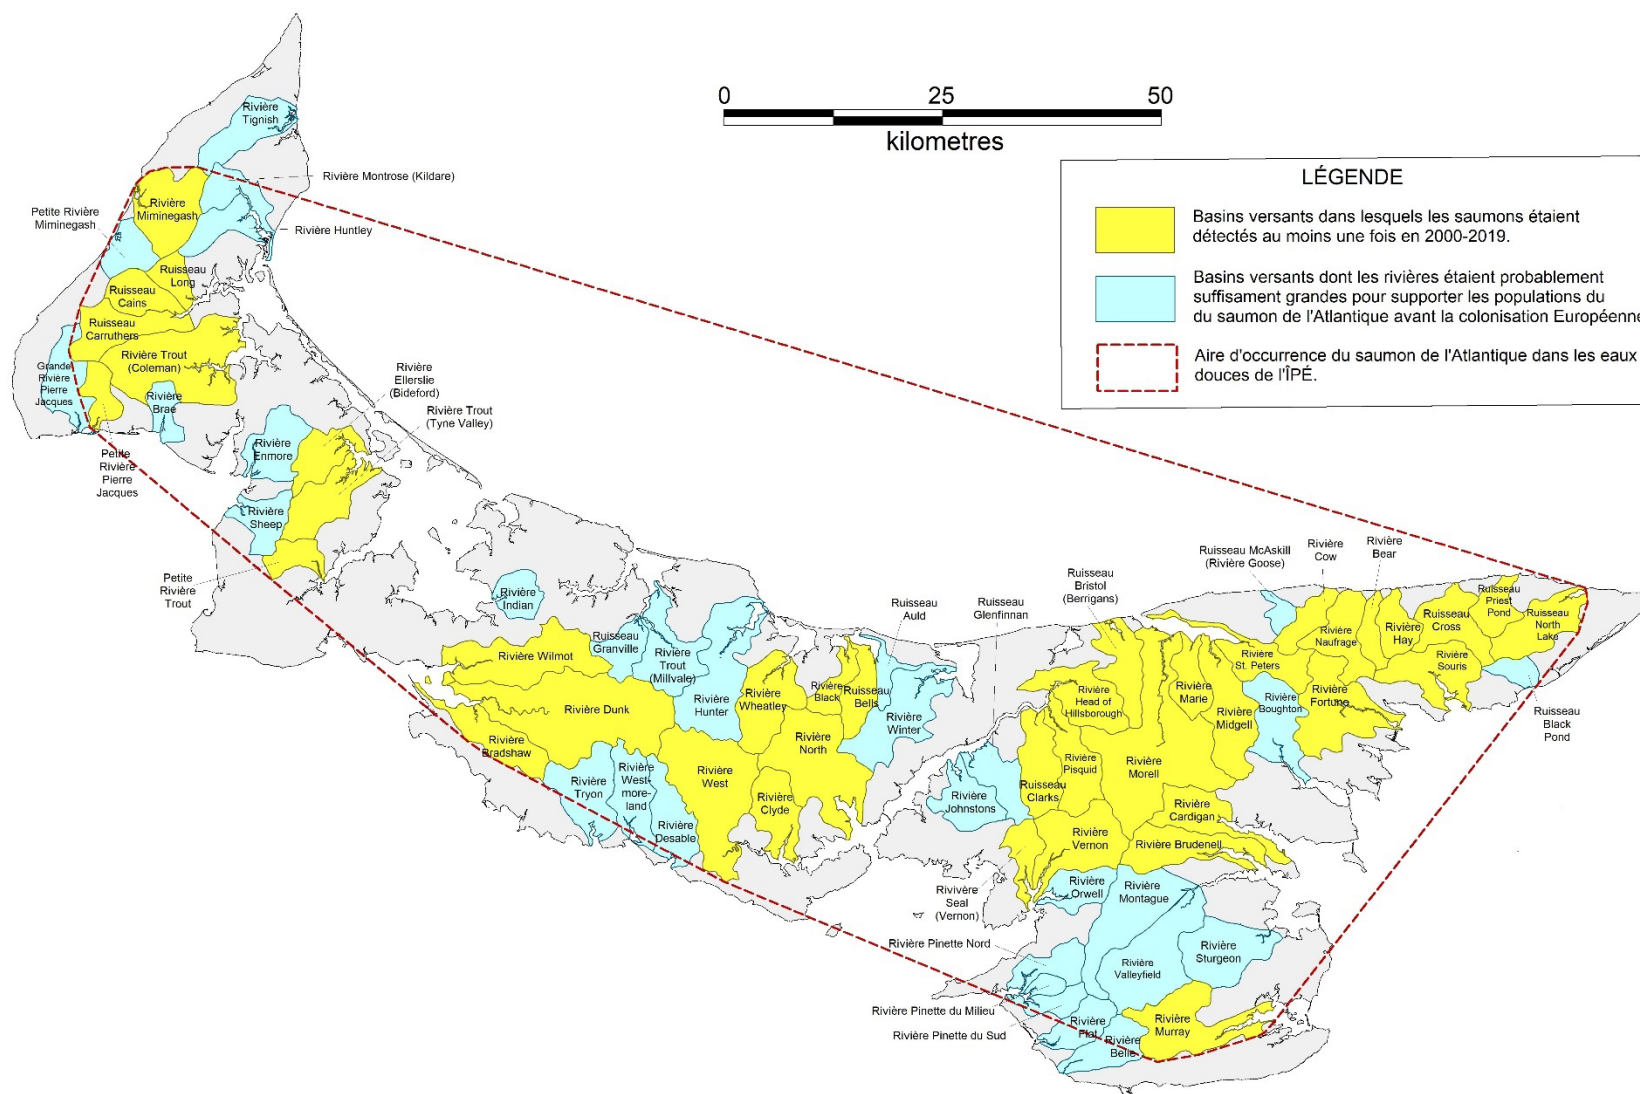 0 25 50
kilometres
LÉGENDE
Basins versants dans lesquels les saumons étaient
détectés au moins une fois en 2000-2019.
Basins versants dont les rivières étaient probablement
suffisament grandes pour supporter les populations du
du saumon de l'Atlantique avant la colonisation Européenne
Aire d'occurrence du saumon de l'Atlantique dans les eaux
douces de l'ÎPÉ.
Rivière
Tignish
Rivière Montrose (Kildare)
Rivière
Miminegash
Petite Rivière
Miminegash
Rivière Huntley
Ruisseau
Long
Ruisseau
Cains
Ruisseau
Carruthers
Rivière Trout
(Coleman)
Grande
Rivière
Pierre
Jacques
Rivière
Brae
Rivière
Ellerslie
(Bideford)
Rivière Trout
(Tyne Valley)
Petite
Rivière
Pierre
Jacques
Rivière
Enmore
Rivière
Sheep
Petite
Rivière
Trout
Rivière
Indian
Ruisseau
Granville
Rivière Wilmot
Rivière
Trout
(Millvale)
Rivière
Hunter
Rivière Dunk
Rivière
Bradshaw
Rivière
Tryon
Rivière
West-
more-
land
Rivière
Desable
Rivière
West
Rivière
Wheatley
Rivière
Black
Ruisseau
Bells
Rivière
North
Rivière
Clyde
Ruisseau
Auld
Rivière
Winter
Ruisseau
Glenfinnan
Ruisseau
Bristol
(Berrigans)
Ruisseau McAskill
(Rivière Goose)
Rivière
Cow
Rivière
Bear
Rivière
Naufrage
Rivière
Hay
Ruisseau
Cross
Ruisseau
Priest
Pond
Ruisseau
North
Lake
Rivière
Souris
Ruisseau
Black
Pond
Rivière
St. Peters
Rivière
Boughton
Rivière
Fortune
Rivière
Head of
Hillsborough
Rivière
Marie
Rivière
Midgell
Rivière
Pisquid
Rivière
Morell
Ruisseau
Clarks
Rivière
Johnstons
Rivière
Cardigan
Rivière
Vernon
Rivière Brudenell
Rivière
Seal
(Vernon)
Rivière
Orwell
Rivière
Montague
Rivière Pinette Nord
Rivière
Sturgeon
Rivière
Valleyfield
Rivière Pinette du Milieu
Rivière Pinette du Sud
Rivière
Flat
Rivière
Belle
Rivière
Murray